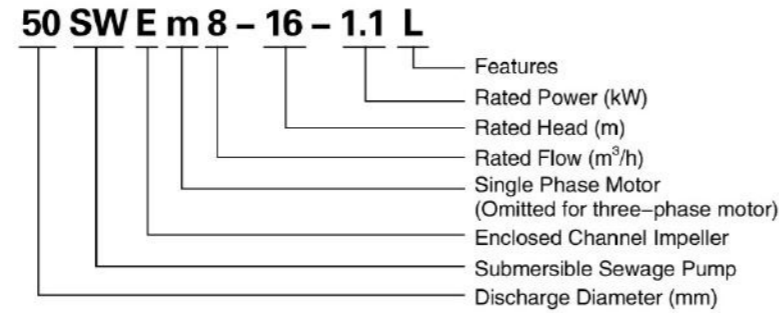 50 SW E m 8 – 16 – 1.1 L
Features
Rated Power (kW)
Rated Head (m)
Rated Flow (m³/h)
Single Phase Motor
(Omitted for three–phase motor)
Enclosed Channel Impeller
Submersible Sewage Pump
Discharge Diameter (mm)